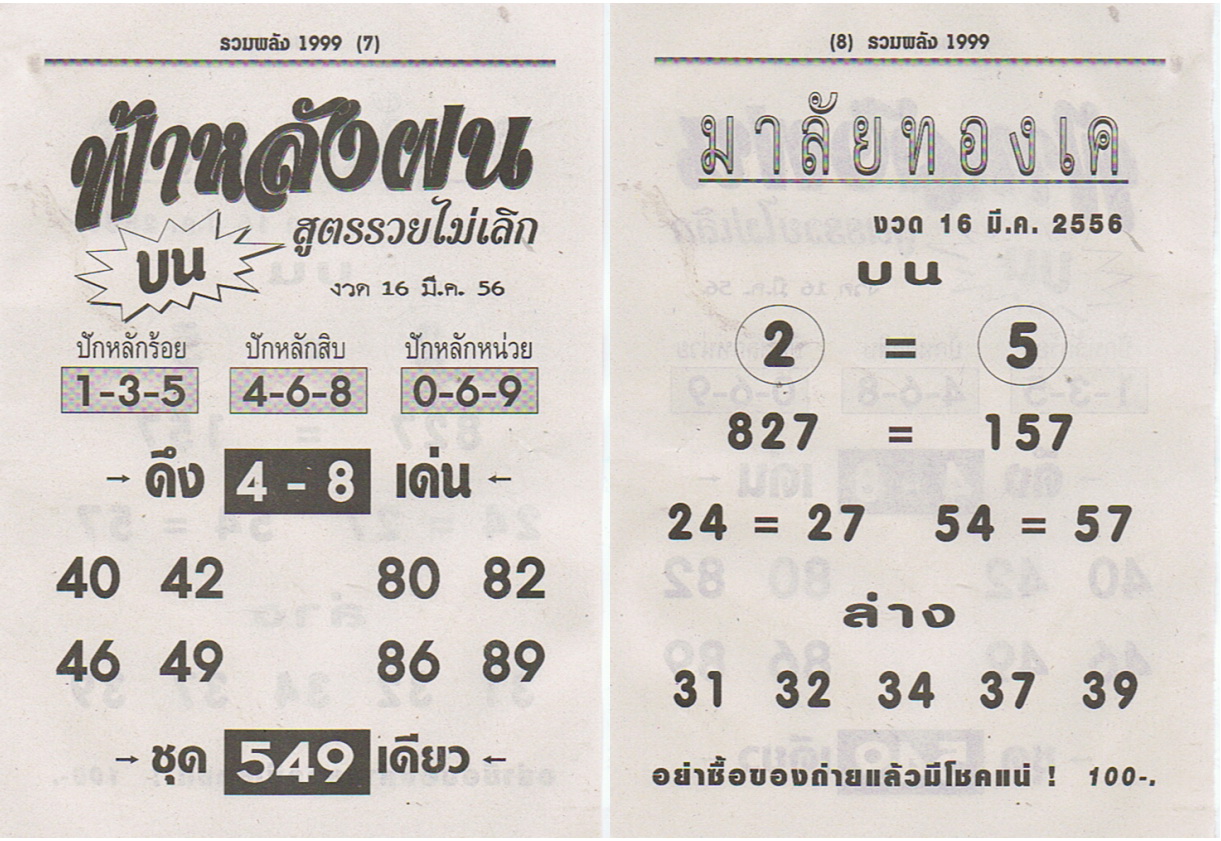 รวมพลัง 1999 (7)
ฟ้าหลังฝน
สูตรรวยไม่เลิก
บน
งวด 16 มี.ค. 56
ปักหลักร้อย ปักหลักสิบ ปักหลักหน่วย
1-3-5 4-6-8 0-6-9
→ ดึง 4 - 8 เด่น ←
40 42 80 82
46 49 86 89
→ ชุด 549 เดียว ←
(8) รวมพลัง 1999
มาลัยทองเค
งวด 16 มี.ค. 2556
บน
2 = 5
827 = 157
24 = 27 54 = 57
ล่าง
31 32 34 37 39
อย่าซื้อของถ่ายแล้วมีโชคแน่ ! 100-.